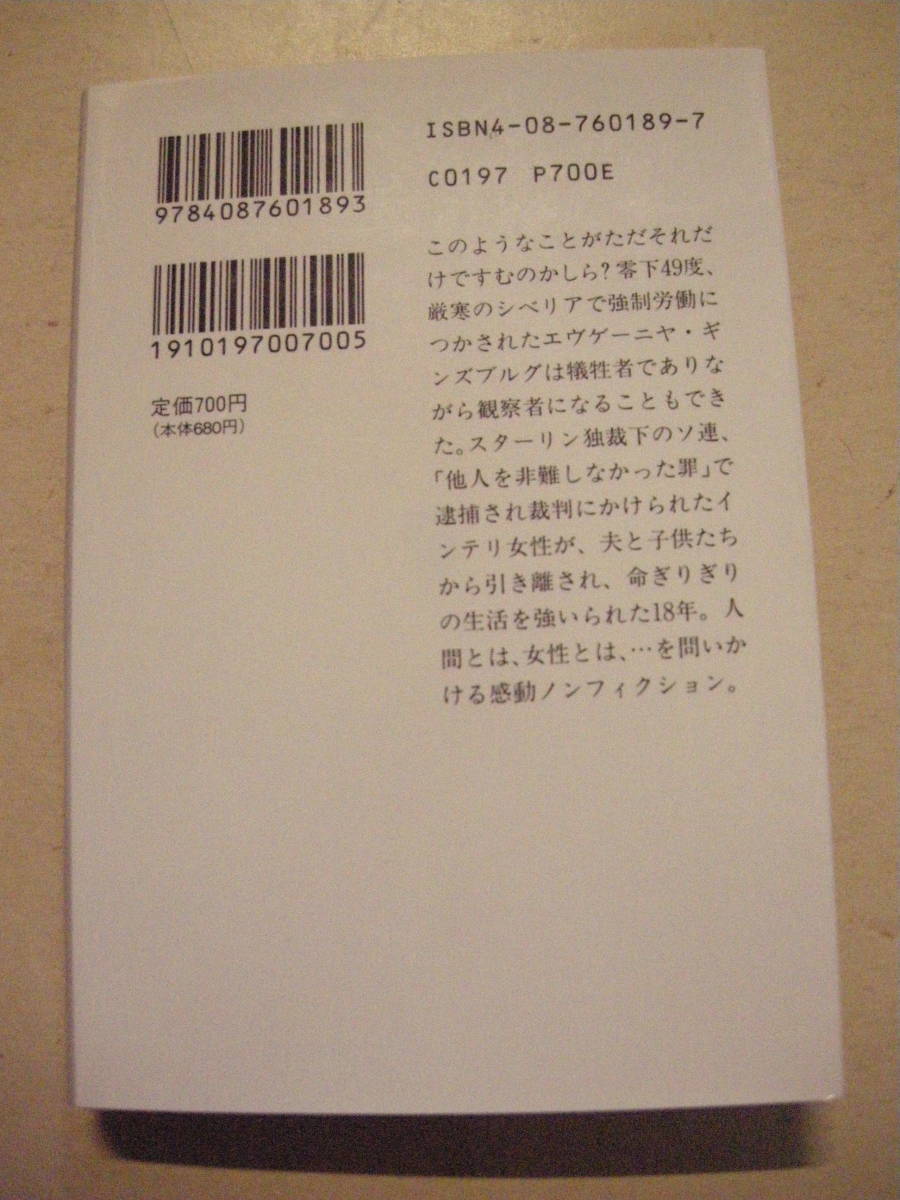 9784087601893
1910197007005
定価700円
(本体680円)
ISBN4-08-760189-7
C0197 P700E
このようなことがただそれだ
けですむのかしら?零下49度、
厳寒のシベリアで強制労働に
つかされたエヴゲーニヤ・ギ
ンズブルグは犠牲者でありな
がら観察者になることもでき
た。スターリン独裁下のソ連、
「他人を非難しなかった罪」で
逮捕され裁判にかけられたイ
ンテリ女性が、夫と子供たち
から引き離され、命ぎりぎり
の生活を強いられた18年。人
間とは、女性とは、…を問いか
ける感動ノンフィクション。